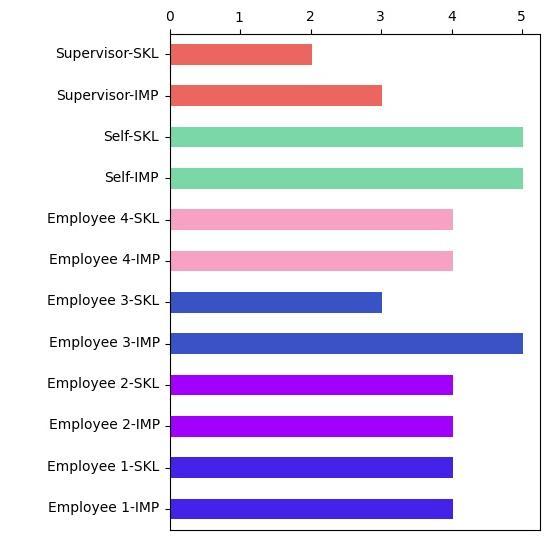 0 1 2 3 4 5
Supervisor-SKL
Supervisor-IMP
Self-SKL
Self-IMP
Employee 4-SKL
Employee 4-IMP
Employee 3-SKL
Employee 3-IMP
Employee 2-SKL
Employee 2-IMP
Employee 1-SKL
Employee 1-IMP